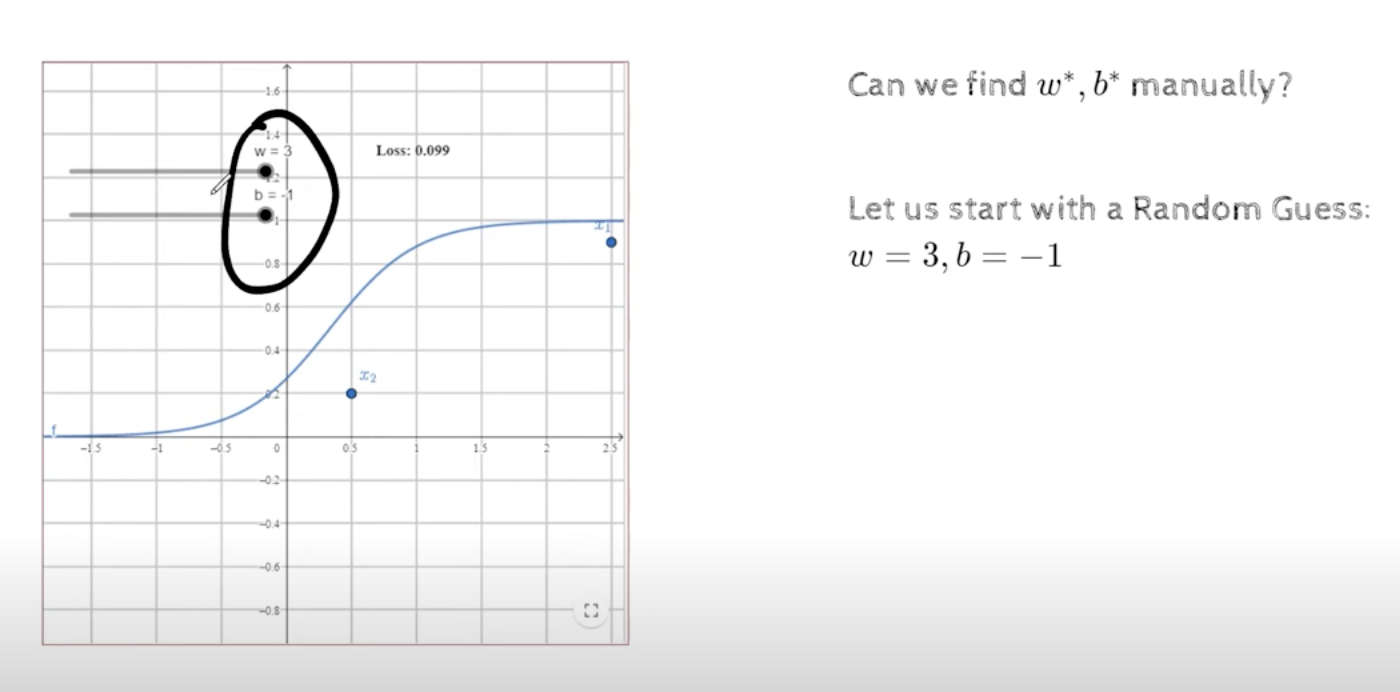 Can we find w*, b* manually?
Let us start with a Random Guess:
w = 3, b = −1
1.6
1.4
w = 3
Loss: 0.099
1.2
b = -1
1
x₁
0.8
0.6
0.4
x₂
0.2
f
−1.5 −1 −0.5 0 0.5 1 1.5 2 2.5
−0.2
−0.4
−0.6
−0.8